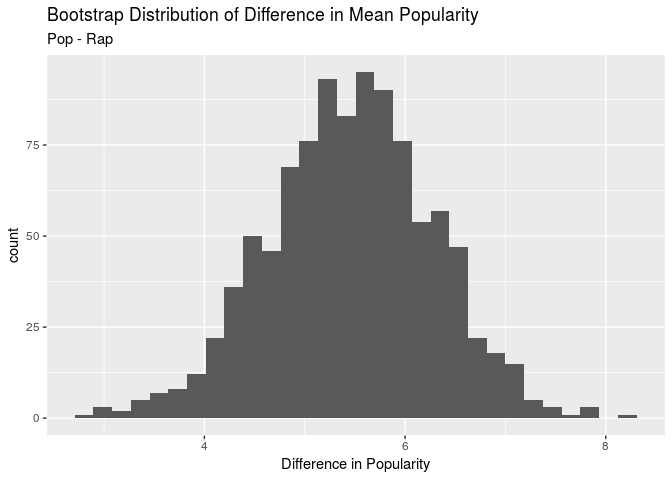 Bootstrap Distribution of Difference in Mean Popularity
Pop - Rap
75
50
25
0
count
4 6 8
Difference in Popularity